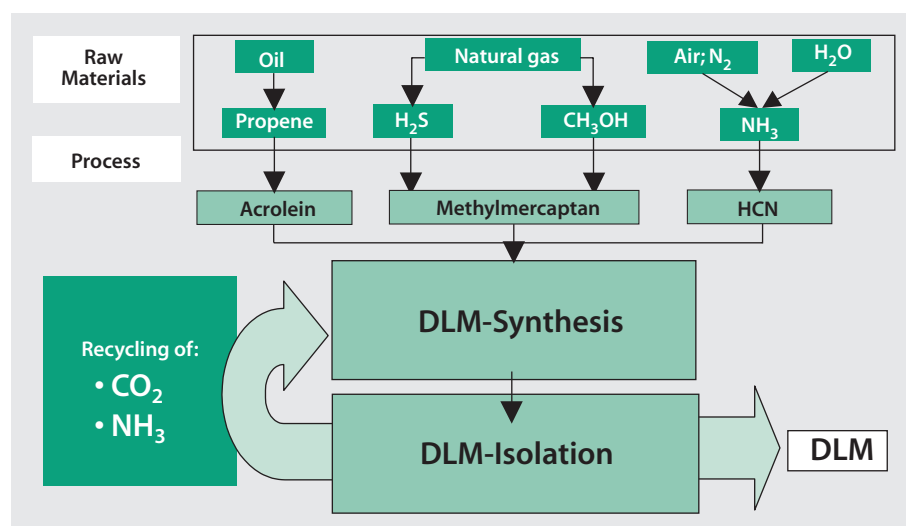 Raw
Materials
Oil
Natural gas
Air; N₂
H₂O
Propene
H₂S
CH₃OH
NH₃
Process
Acrolein
Methylmercaptan
HCN
DLM-Synthesis
Recycling of:
• CO₂
• NH₃
DLM-Isolation
DLM